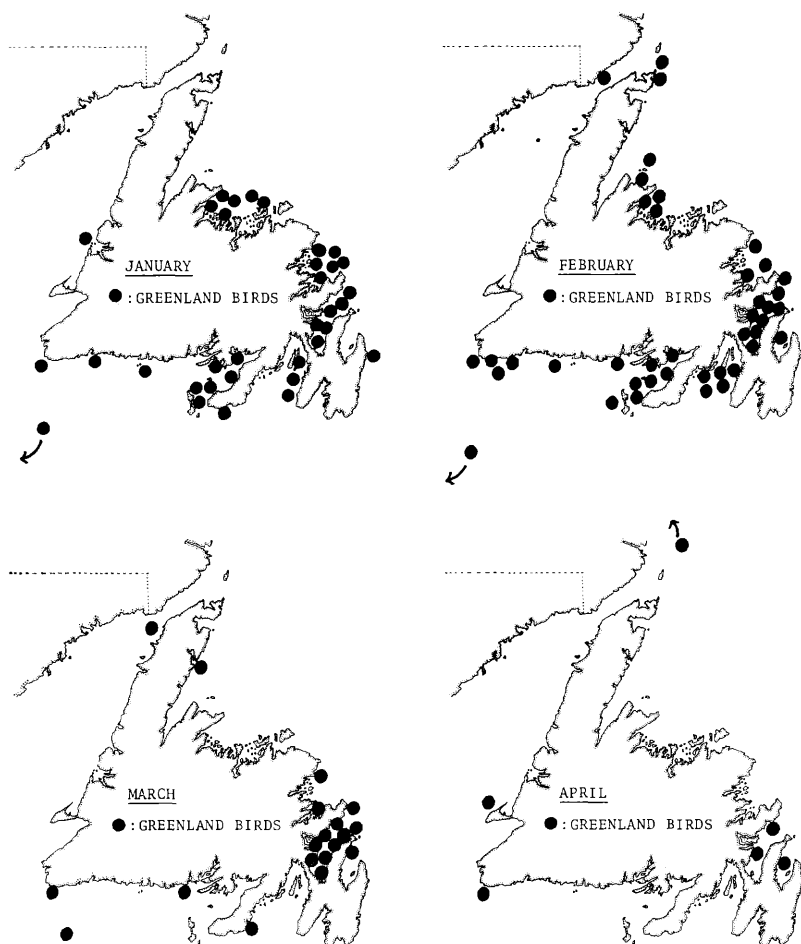 JANUARY
● : GREENLAND BIRDS
FEBRUARY
● : GREENLAND BIRDS
MARCH
● : GREENLAND BIRDS
APRIL
● : GREENLAND BIRDS